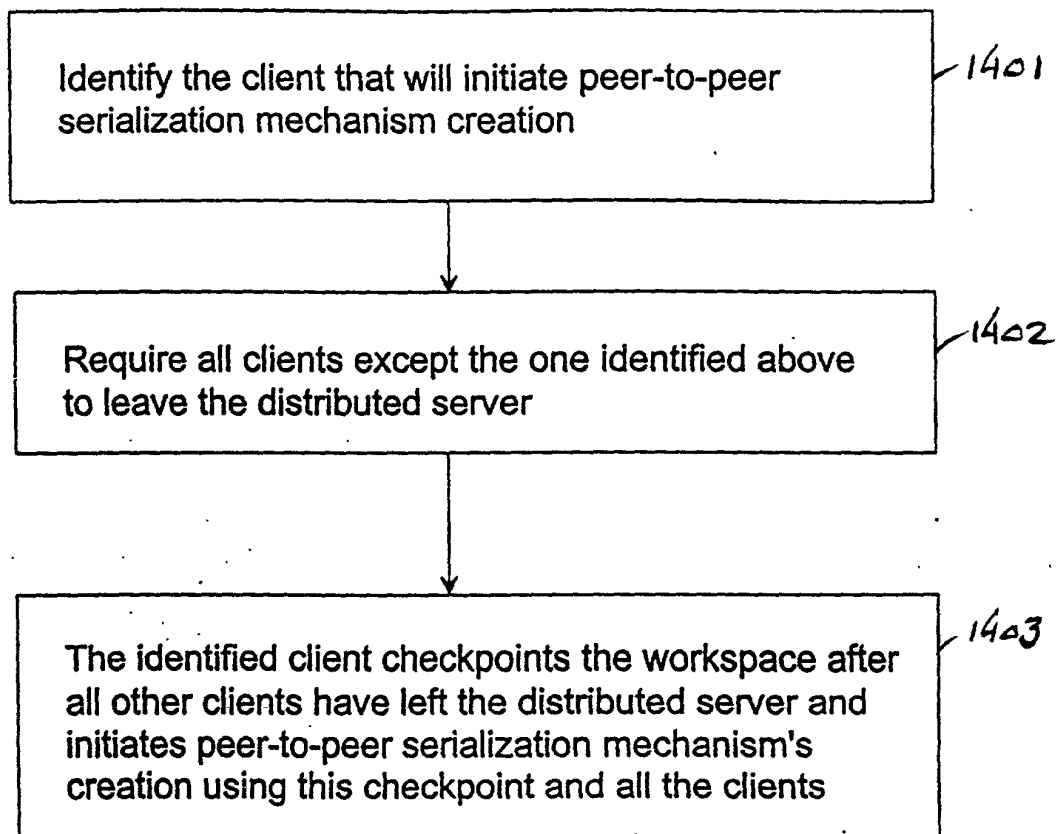 Identify the client that will initiate peer-to-peer
serialization mechanism creation
1401
Require all clients except the one identified above
to leave the distributed server
1402
The identified client checkpoints the workspace after
all other clients have left the distributed server and
initiates peer-to-peer serialization mechanism's
creation using this checkpoint and all the clients
1403